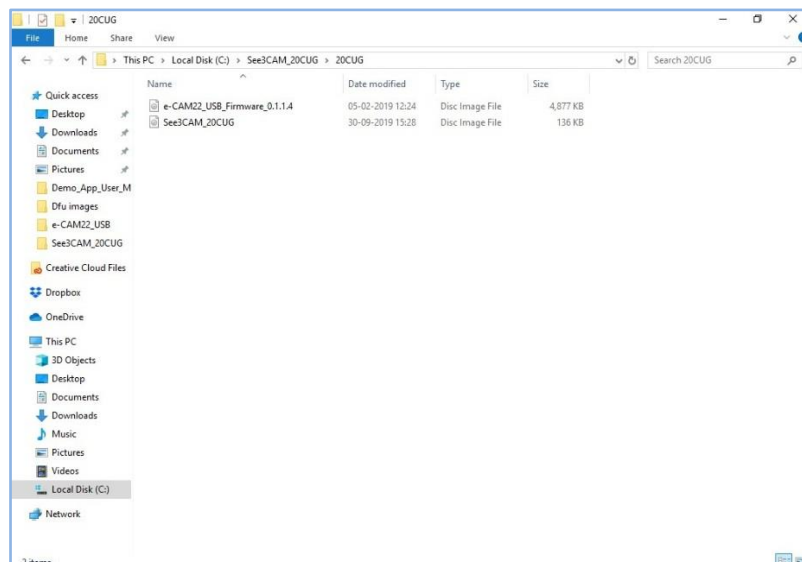 20CUG
File Home Share View
This PC > Local Disk (C:) > See3CAM_20CUG > 20CUG
Search 20CUG
Name Date modified Type Size
e-CAM22_USB_Firmware_0.1.1.4 05-02-2019 12:24 Disc Image File 4,877 KB
See3CAM_20CUG 30-09-2019 15:28 Disc Image File 136 KB
Quick access
Desktop
Downloads
Documents
Pictures
Demo_App_User_M
Dfu images
e-CAM22_USB
See3CAM_20CUG
Creative Cloud Files
Dropbox
OneDrive
This PC
3D Objects
Desktop
Documents
Downloads
Music
Pictures
Videos
Local Disk (C:)
Network
2 items